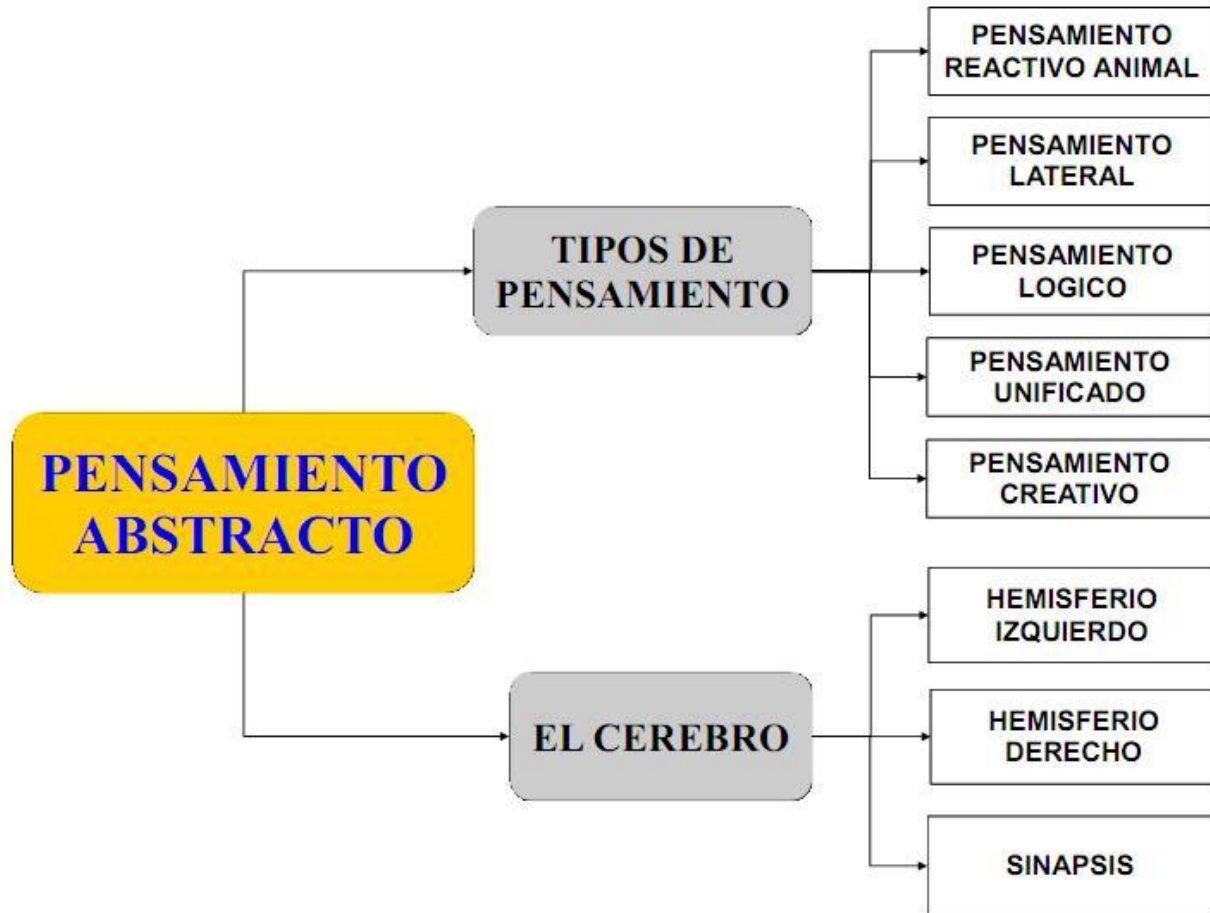 PENSAMIENTO
REACTIVO ANIMAL
PENSAMIENTO
LATERAL
TIPOS DE
PENSAMIENTO
PENSAMIENTO
LOGICO
PENSAMIENTO
UNIFICADO
PENSAMIENTO
CREATIVO
PENSAMIENTO
ABSTRACTO
HEMISFERIO
IZQUIERDO
EL CEREBRO
HEMISFERIO
DERECHO
SINAPSIS